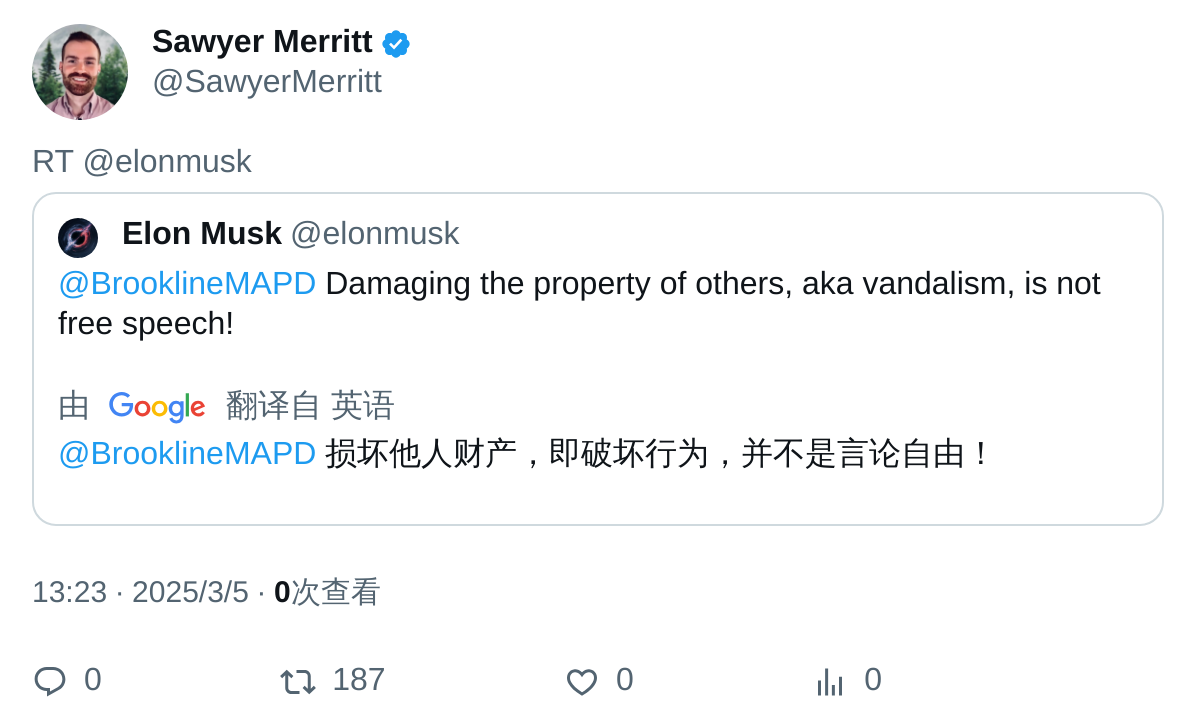 Sawyer Merritt
@SawyerMerritt
RT @elonmusk
Elon Musk @elonmusk
@BrooklineMAPD Damaging the property of others, aka vandalism, is not
free speech!
由 Google 翻译自 英语
@BrooklineMAPD 损坏他人财产，即破坏行为，并不是言论自由！
13:23 · 2025/3/5 · 0次查看
0 187 0 0